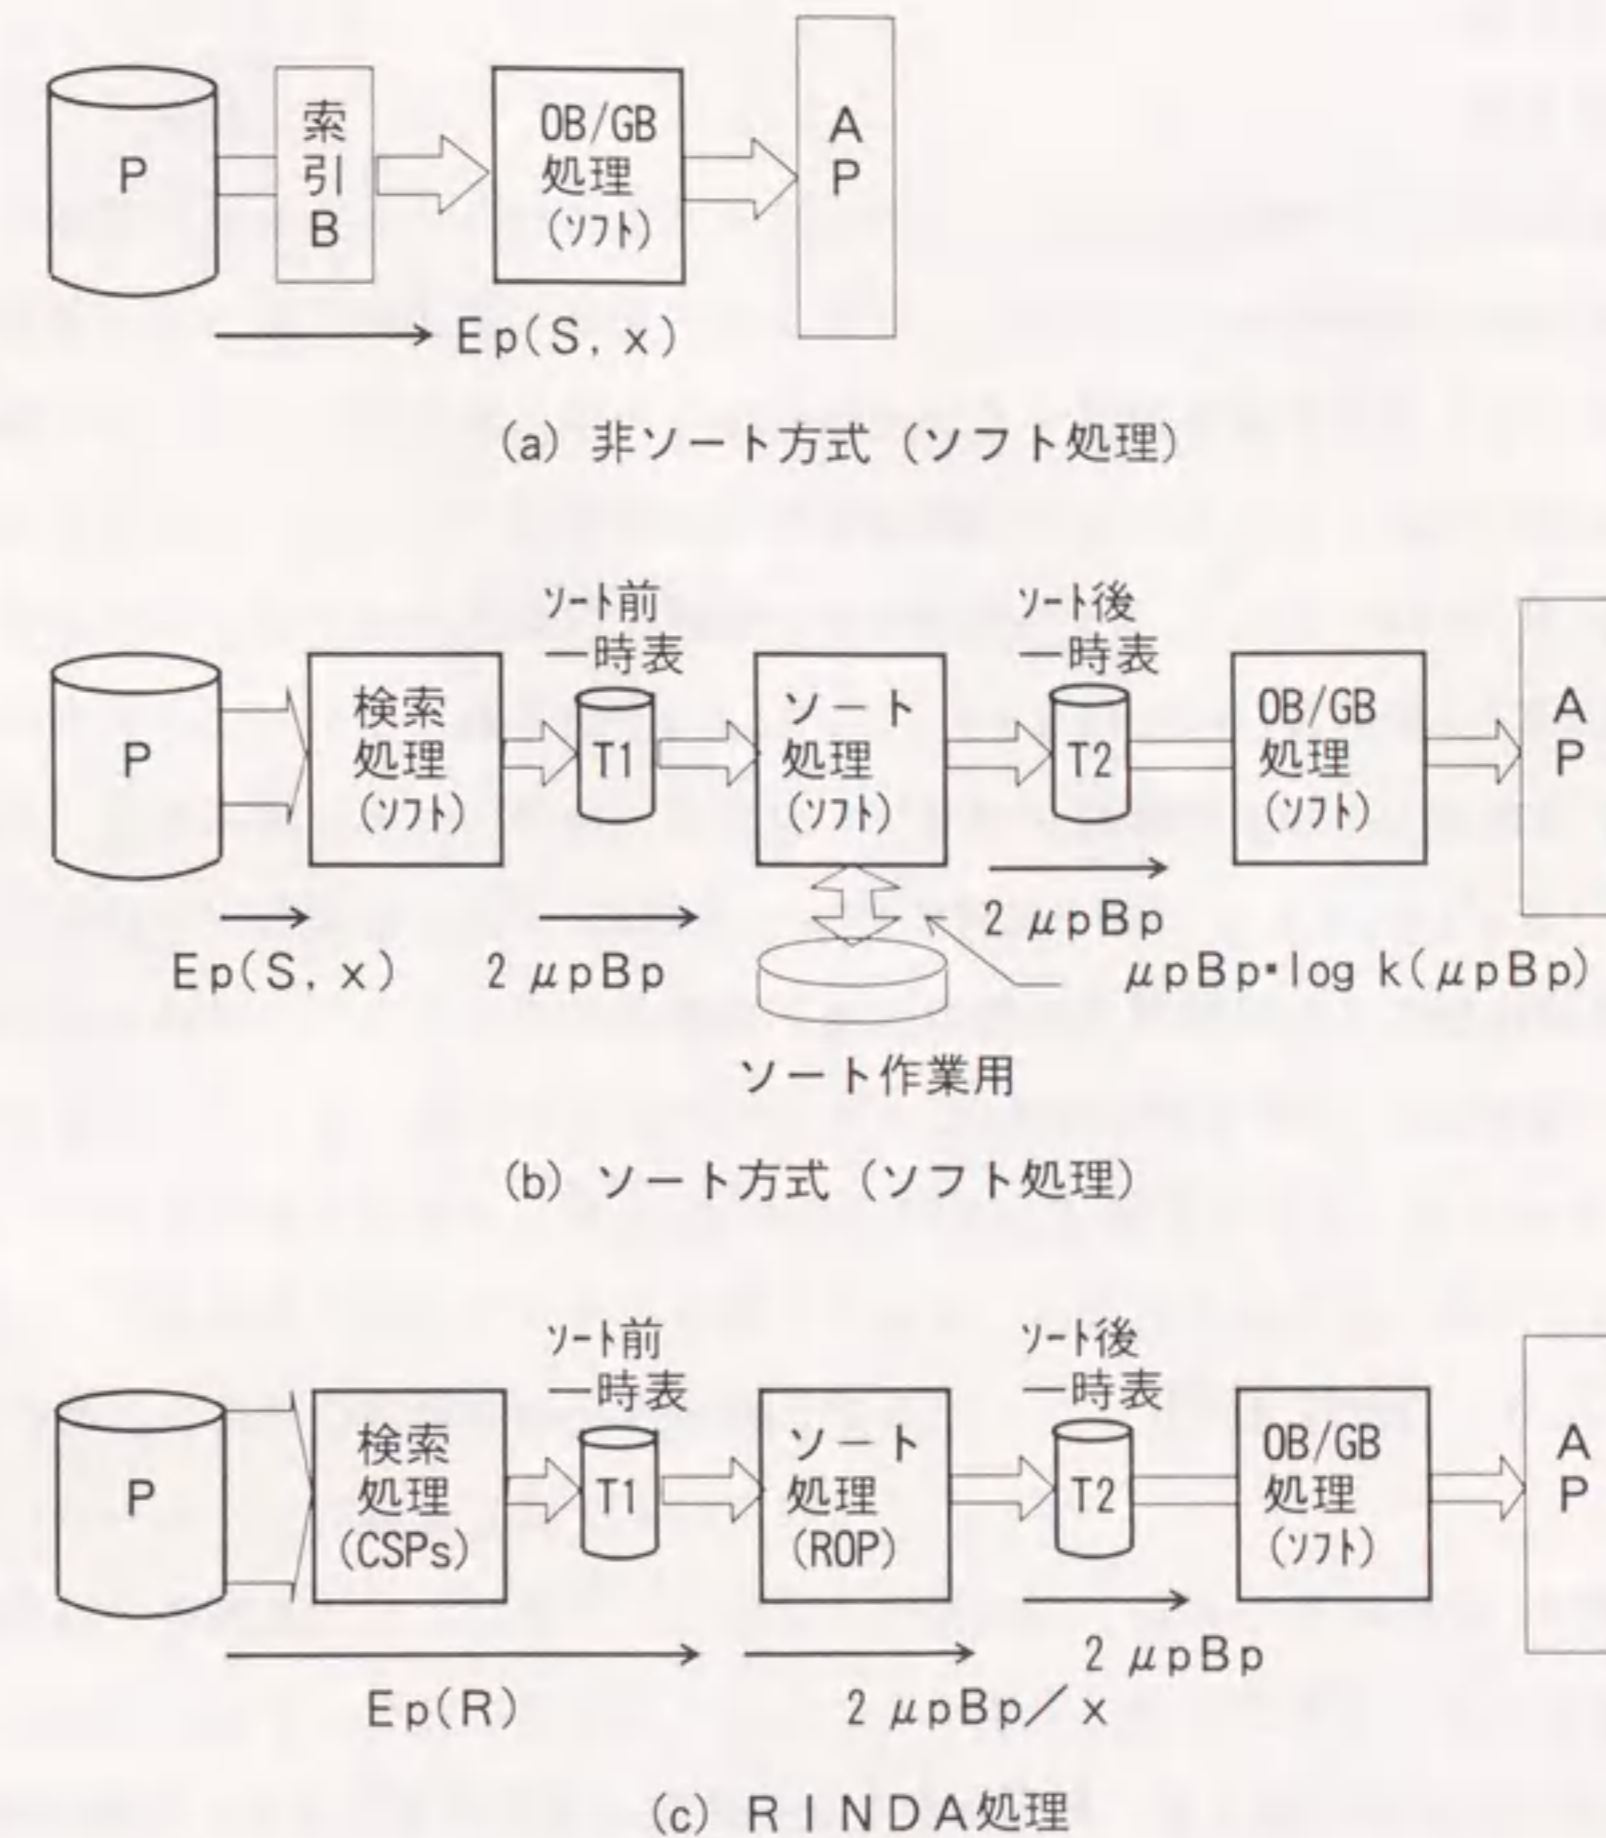 P
索
引
B
OB/GB
処理
(ソフト)
A
P
Ep(S, x)
(a) 非ソート方式 (ソフト処理)
ソート前
一時表
ソート後
一時表
P
検索
処理
(ソフト)
T1
ソート
処理
(ソフト)
T2
OB/GB
処理
(ソフト)
A
P
Ep(S, x)
2 μpBp
2 μpBp
μpBp▪log k(μpBp)
ソート作業用
(b) ソート方式 (ソフト処理)
ソート前
一時表
ソート後
一時表
P
検索
処理
(CSPs)
T1
ソート
処理
(ROP)
T2
OB/GB
処理
(ソフト)
A
P
Ep(R)
2 μpBp/x
2 μpBp
(c) RINDA処理